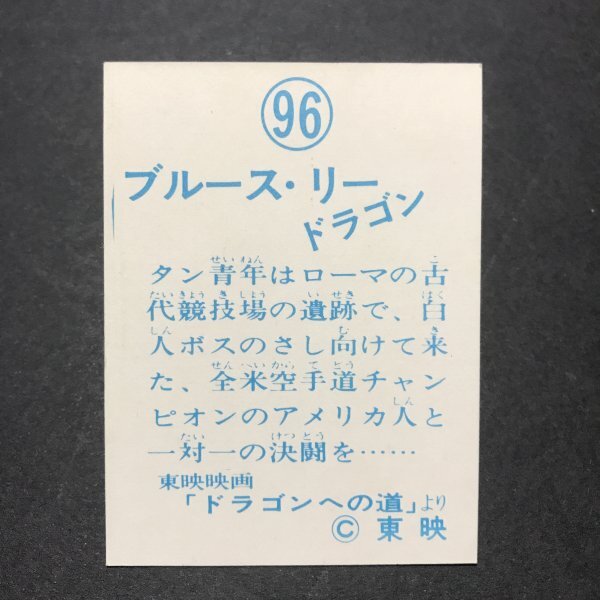 96
ブルース・リー
ドラゴン
タン青年はローマの古
代競技場の遺跡で、白
人ボスのさし向けて来
た、全米空手道チャン
ピオンのアメリカ人と
一対一の決闘を……
東映映画
「ドラゴンへの道」より
© 東映